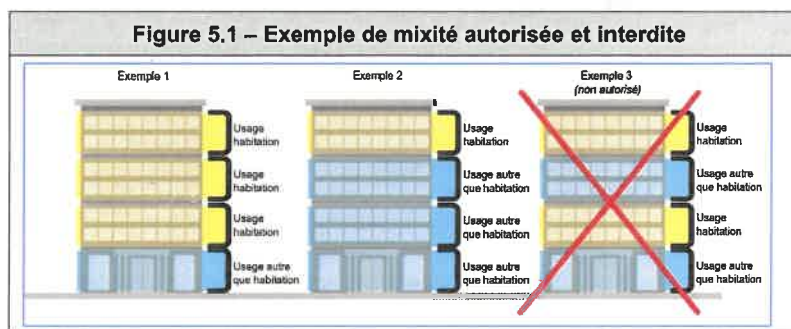 Figure 5.1 – Exemple de mixité autorisée et interdite
Exemple 1
Usage
habitation
Usage
habitation
Usage
habitation
Usage autre
que habitation
Exemple 2
Usage
habitation
Usage autre
que habitation
Usage autre
que habitation
Usage autre
que habitation
Exemple 3
(non autorisé)
Usage
habitation
Usage autre
que habitation
Usage
habitation
Usage autre
que habitation